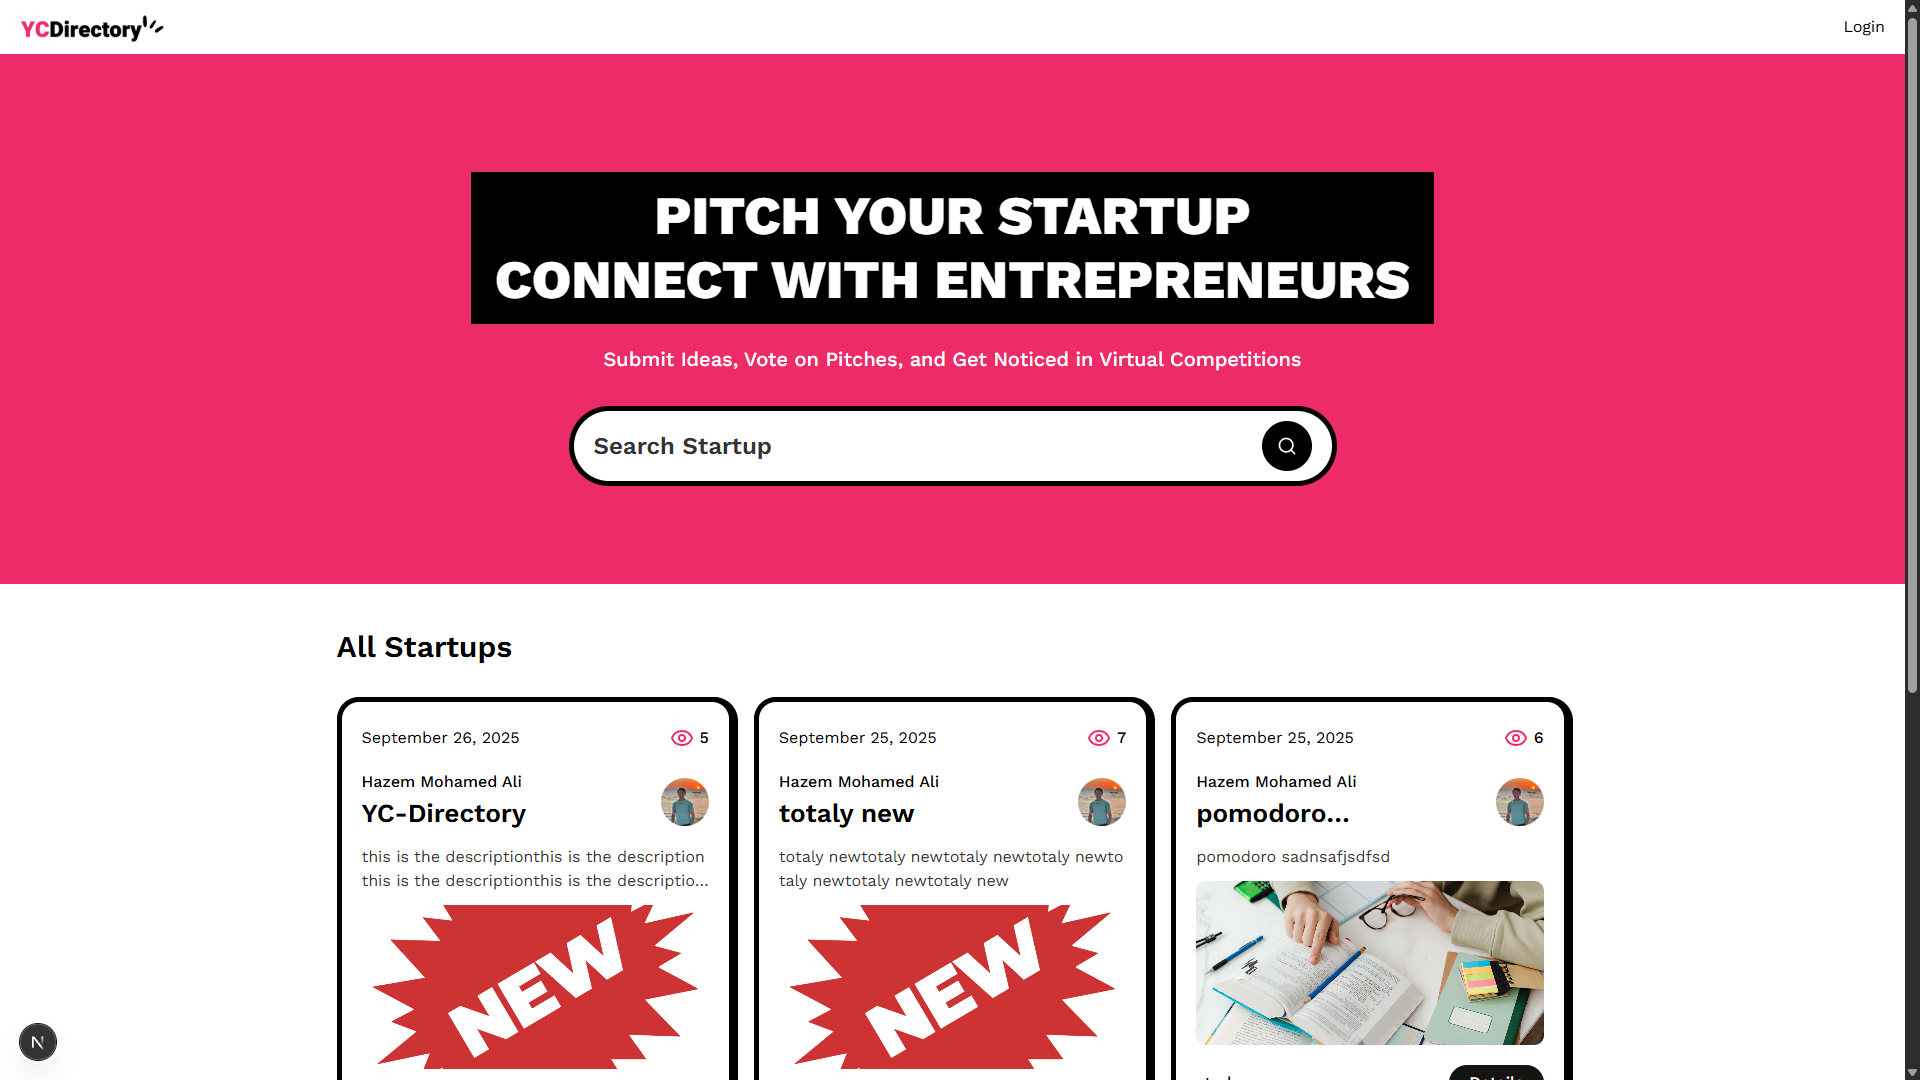 YCDirectory
Login
PITCH YOUR STARTUP
CONNECT WITH ENTREPRENEURS
Submit Ideas, Vote on Pitches, and Get Noticed in Virtual Competitions
Search Startup
All Startups
September 26, 2025
5
Hazem Mohamed Ali
YC-Directory
this is the descriptionthis is the description
this is the descriptionthis is the descriptio...
NEW
September 25, 2025
7
Hazem Mohamed Ali
totaly new
totaly newtotaly newtotaly newtotaly newto
taly newtotaly newtotaly new
NEW
September 25, 2025
6
Hazem Mohamed Ali
pomodoro...
pomodoro sadnsafjsdfsd
Details
N